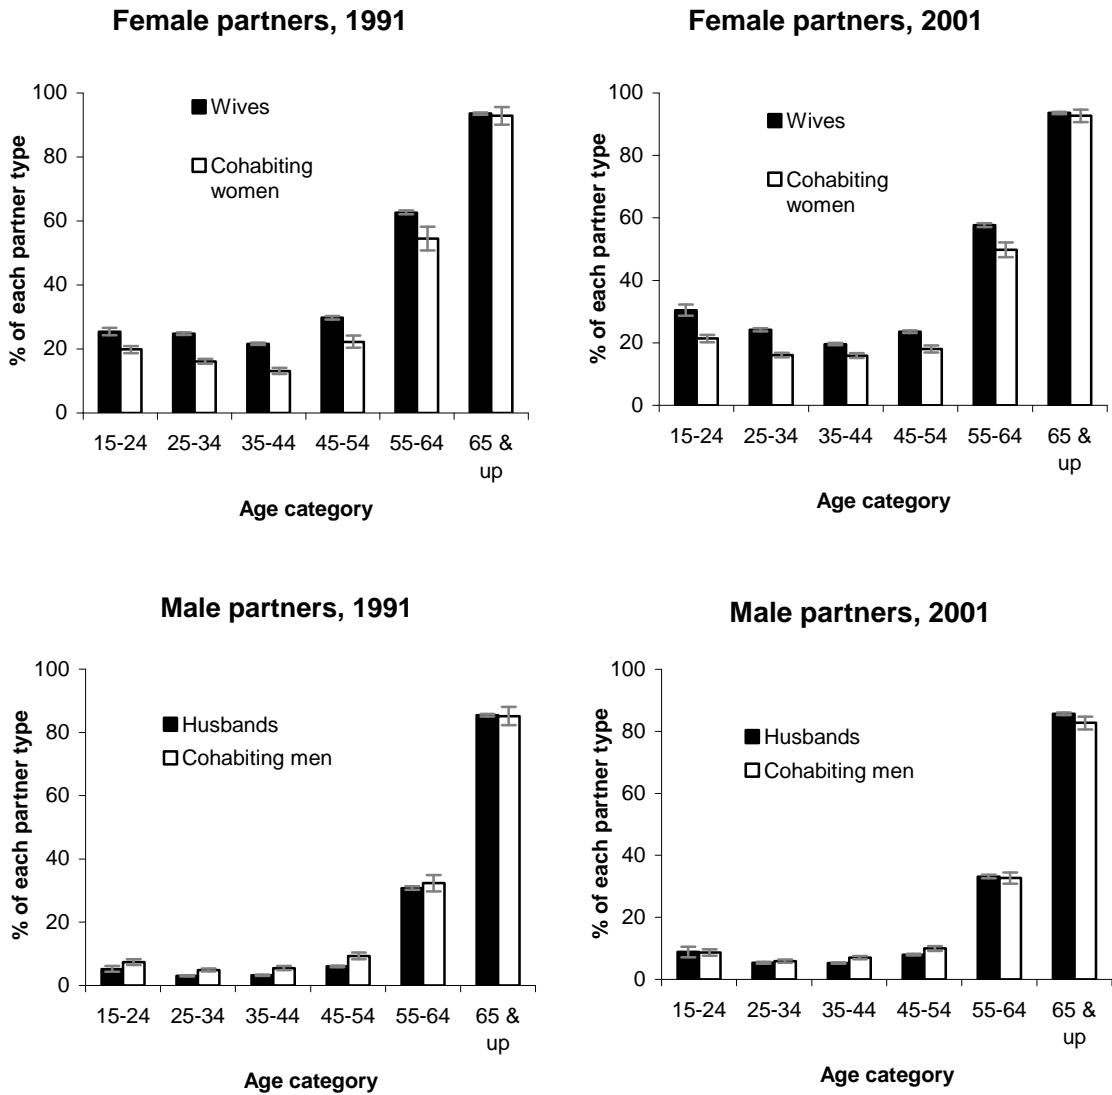 Female partners, 1991
% of each partner type
100
80
60
40
20
0
Wives
Cohabiting
women
15-24 25-34 35-44 45-54 55-64 65 &
up
Age category
Female partners, 2001
% of each partner type
100
80
60
40
20
0
Wives
Cohabiting
women
15-24 25-34 35-44 45-54 55-64 65 &
up
Age category
Male partners, 1991
% of each partner type
100
80
60
40
20
0
Husbands
Cohabiting men
15-24 25-34 35-44 45-54 55-64 65 &
up
Age category
Male partners, 2001
% of each partner type
100
80
60
40
20
0
Husbands
Cohabiting men
15-24 25-34 35-44 45-54 55-64 65 &
up
Age category